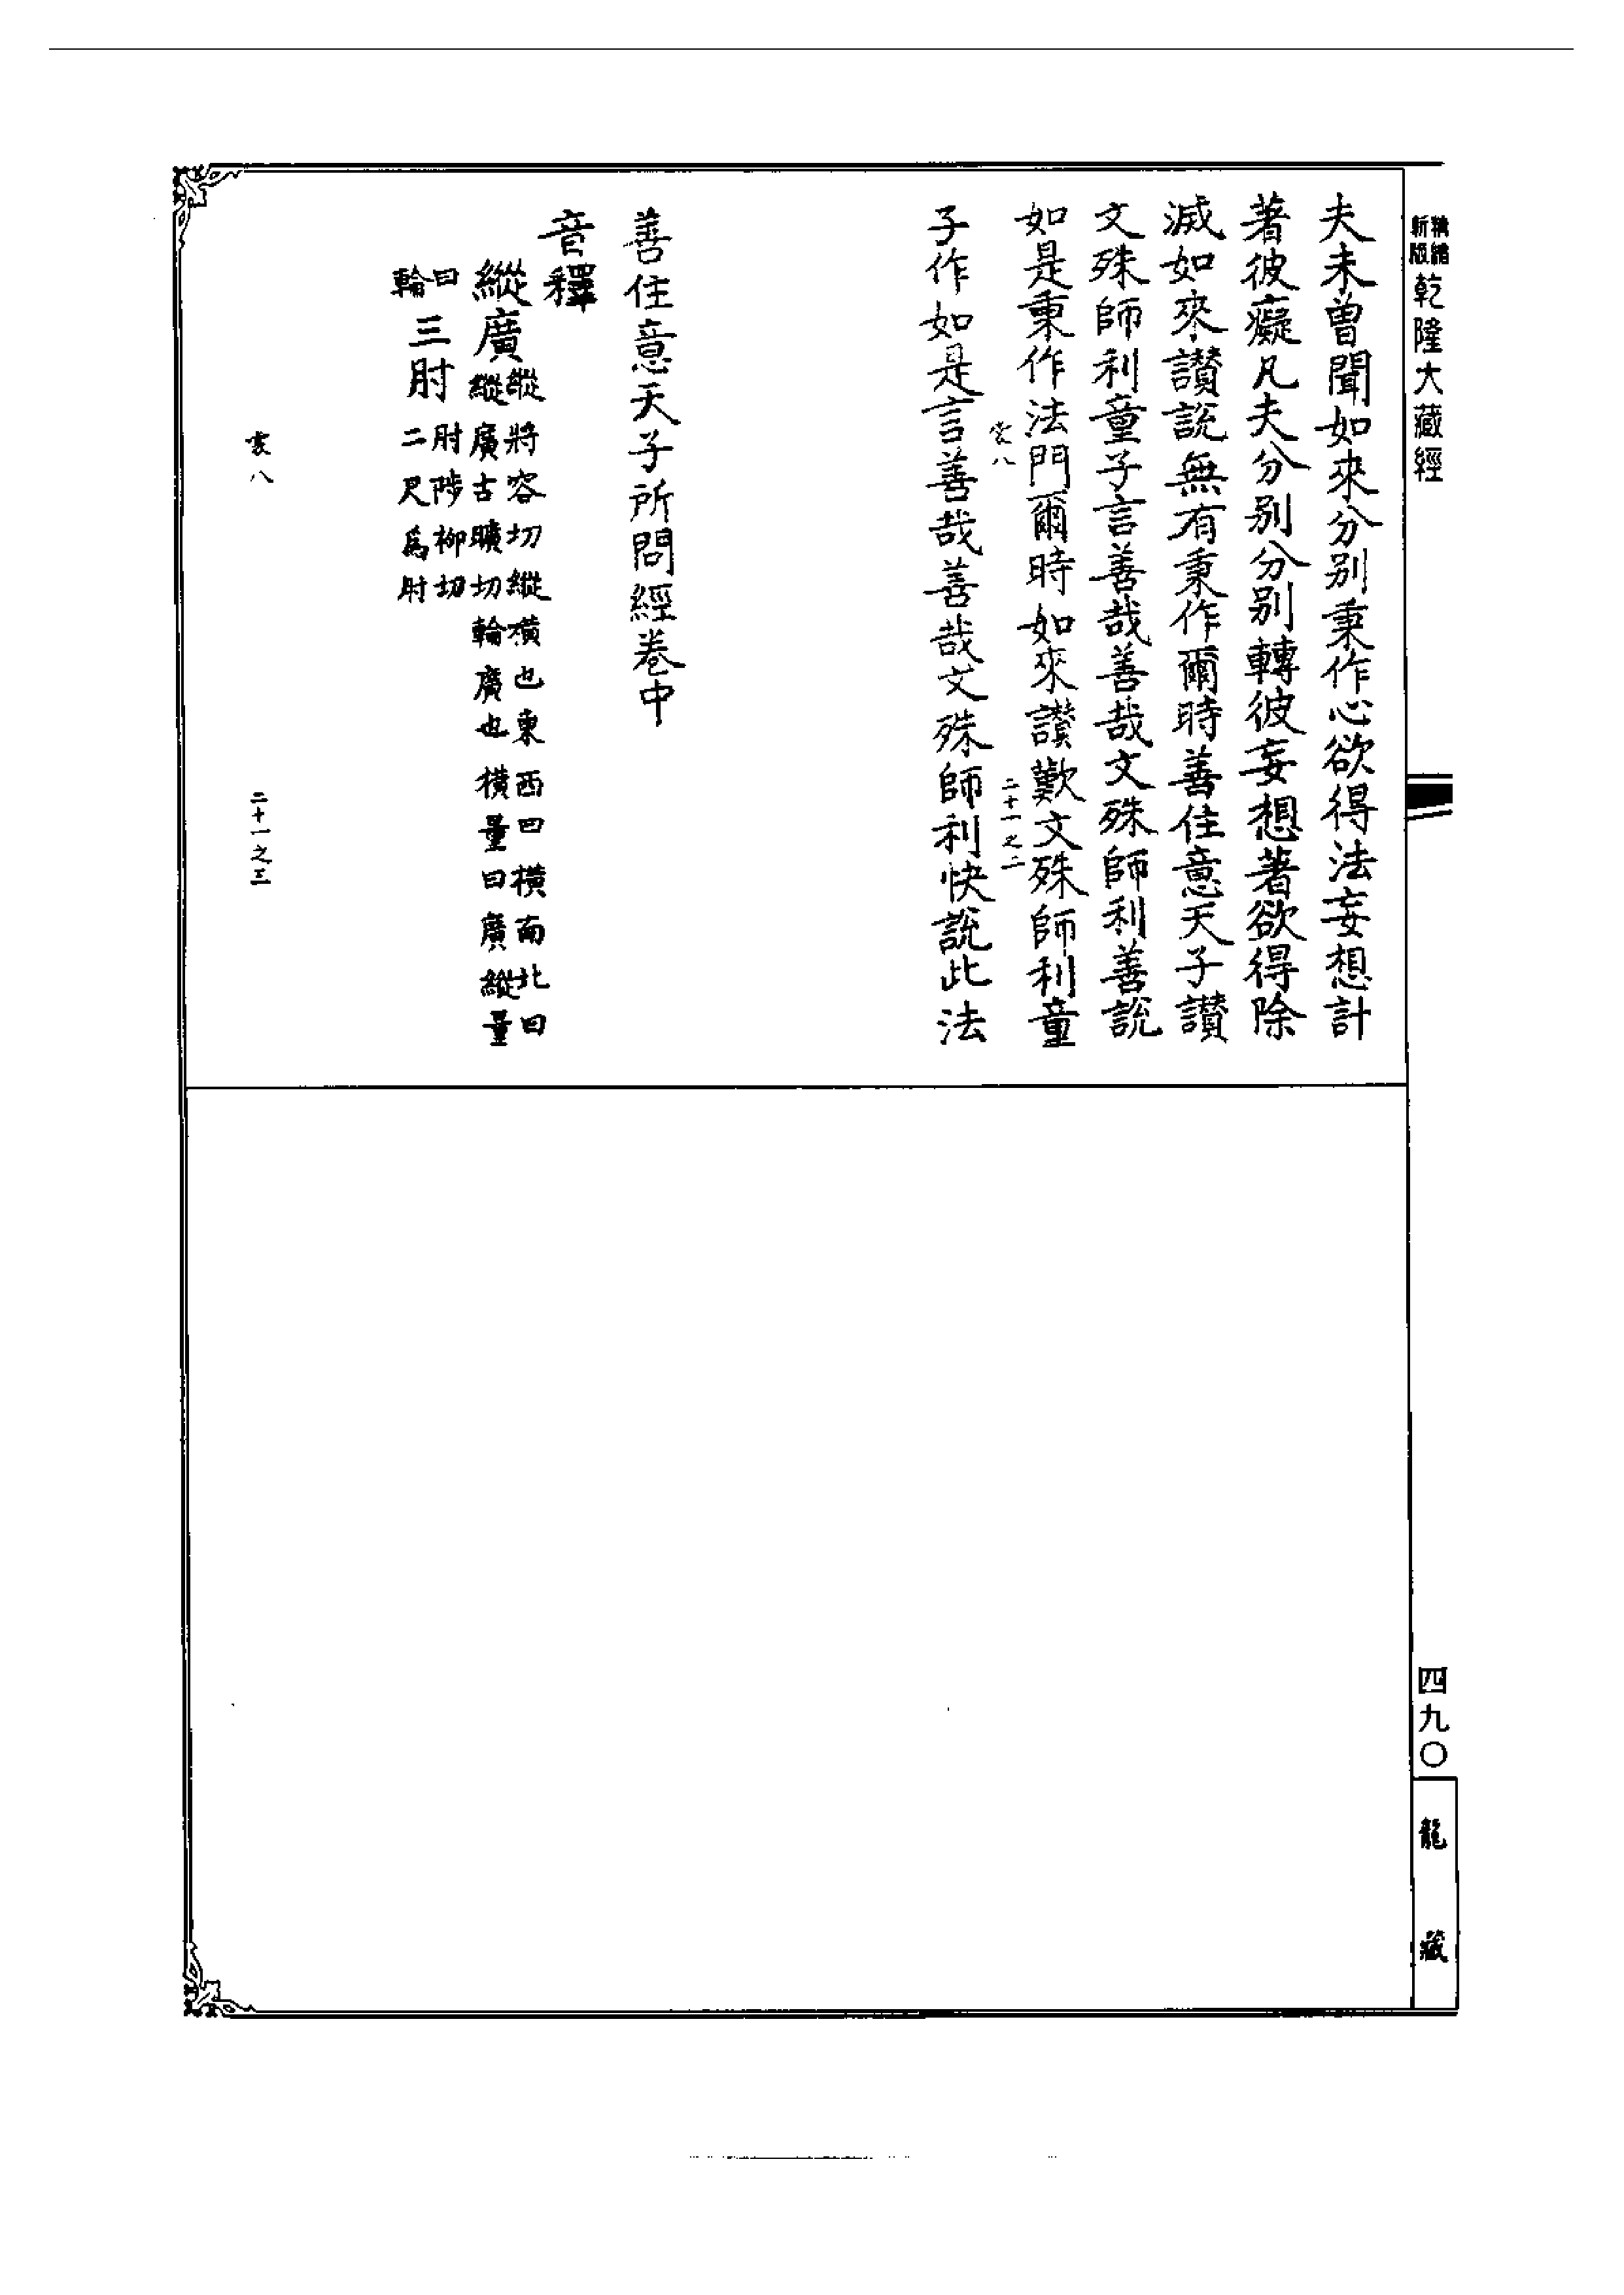 精縮
新版
乾隆大藏經
四九〇
龍藏
夫未曾聞如來分別秉作心欲得法妄想計
著彼癡凡夫分別分別轉彼妄想著欲得除
滅如來讚說無有秉作爾時善住意天子讚
文殊師利童子言善哉善哉文殊師利善說
如是秉作法門爾時如來讚歎文殊師利童
八 二十一之二
子作如是言善哉善哉文殊師利快說此法
善住意天子所問經卷中
音釋
縱廣
縱將容切縱橫也東西曰橫南北曰
縱廣古曠切輪廣也橫量曰廣縱量
曰
輪
三肘
肘陟柳切
二尺爲肘
八 二十一之三